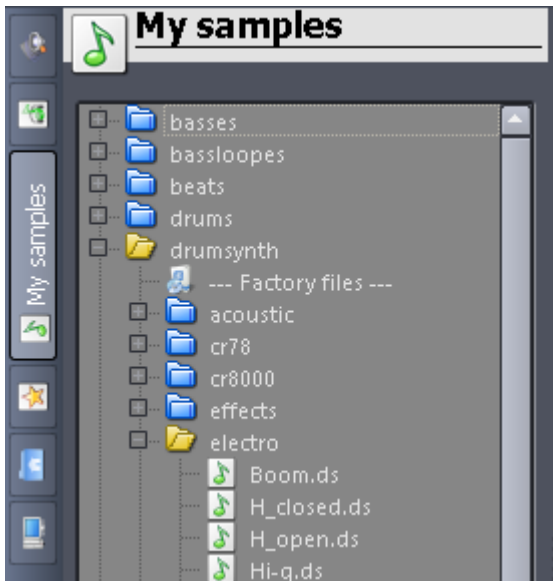 My samples
My samples
basses
bassloopes
beats
drums
drumsynth
--- Factory files ---
acoustic
cr78
cr8000
effects
electro
Boom.ds
H_closed.ds
H_open.ds
Hi-q.ds